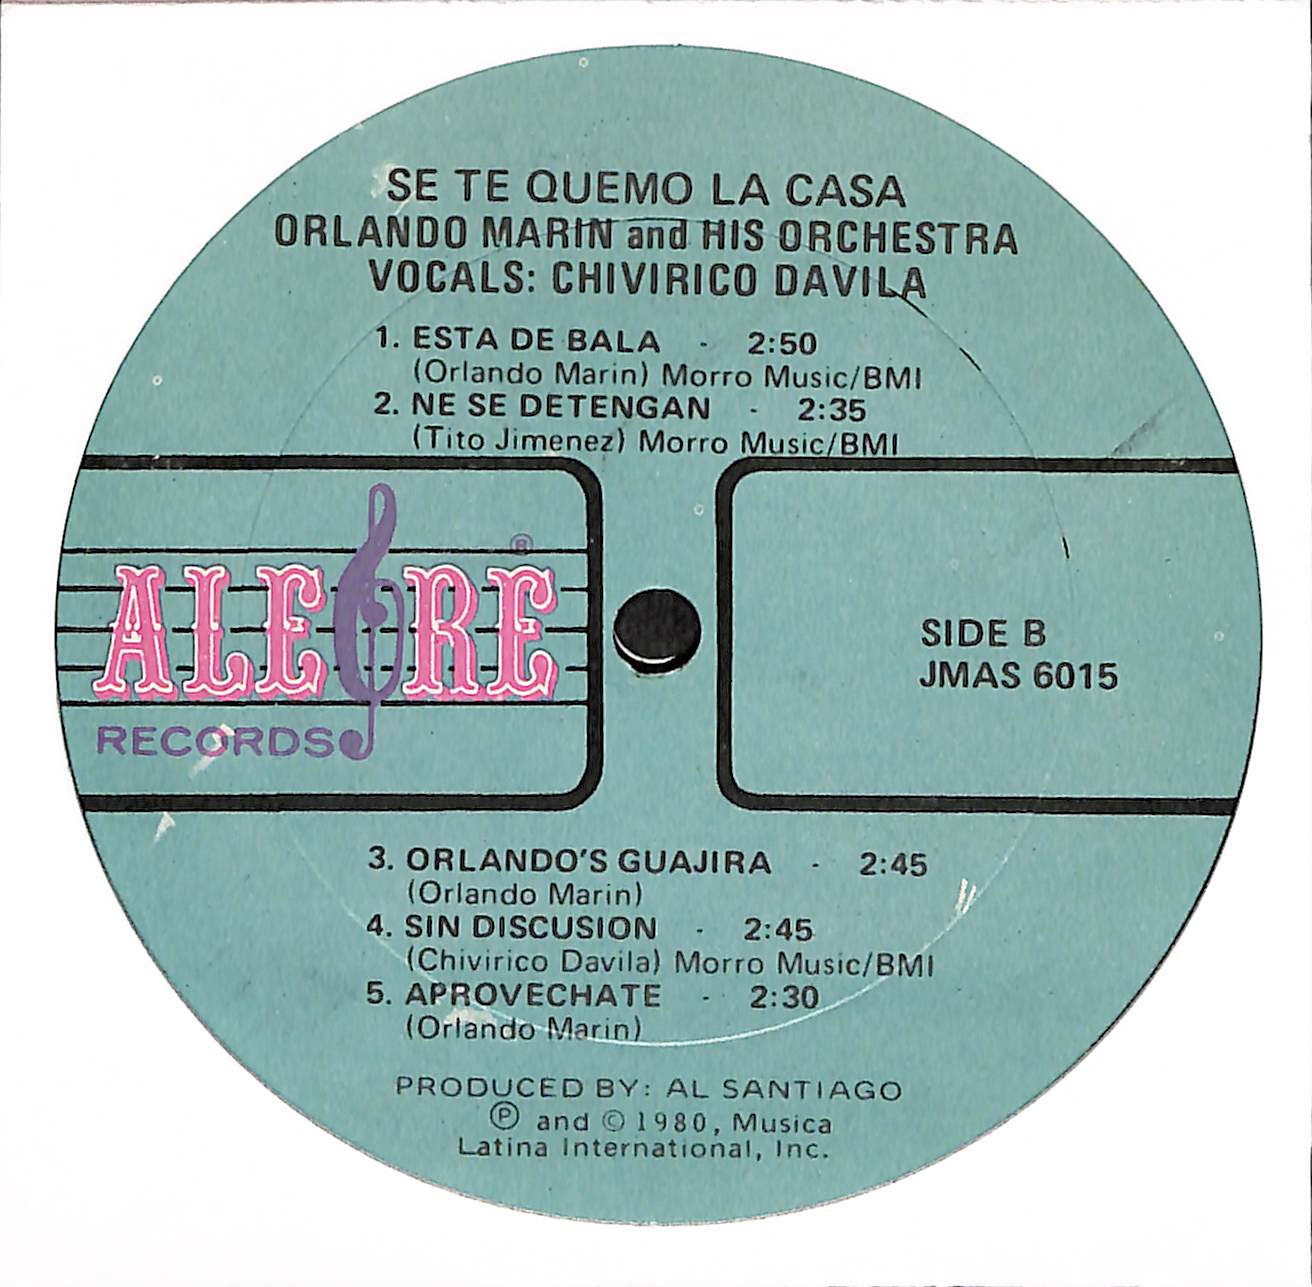 SE TE QUEMO LA CASA
ORLANDO MARIN and HIS ORCHESTRA
VOCALS: CHIVIRICO DAVILA
1. ESTA DE BALA - 2:50
(Orlando Marin) Morro Music/BMI
2. NE SE DETENGAN - 2:35
(Tito Jimenez) Morro Music/BMI
ALEGRE®
RECORDS
SIDE B
JMAS 6015
3. ORLANDO'S GUAJIRA - 2:45
(Orlando Marin)
4. SIN DISCUSION - 2:45
(Chivirico Davila) Morro Music/BMI
5. APROVECHATE - 2:30
(Orlando Marin)
PRODUCED BY: AL SANTIAGO
℗ and © 1980, Musica
Latina International, Inc.